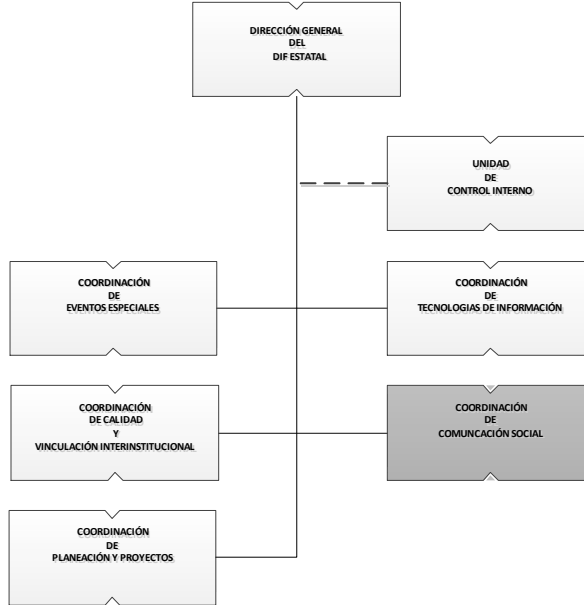 DIRECCIÓN GENERAL
DEL
DIF ESTATAL
UNIDAD
DE
CONTROL INTERNO
COORDINACIÓN
DE
EVENTOS ESPECIALES
COORDINACIÓN
DE
TECNOLOGIAS DE INFORMACIÓN
COORDINACIÓN
DE CALIDAD
Y
VINCULACIÓN INTERINSTITUCIONAL
COORDINACIÓN
DE
COMUNCACIÓN SOCIAL
COORDINACIÓN
DE
PLANEACIÓN Y PROYECTOS